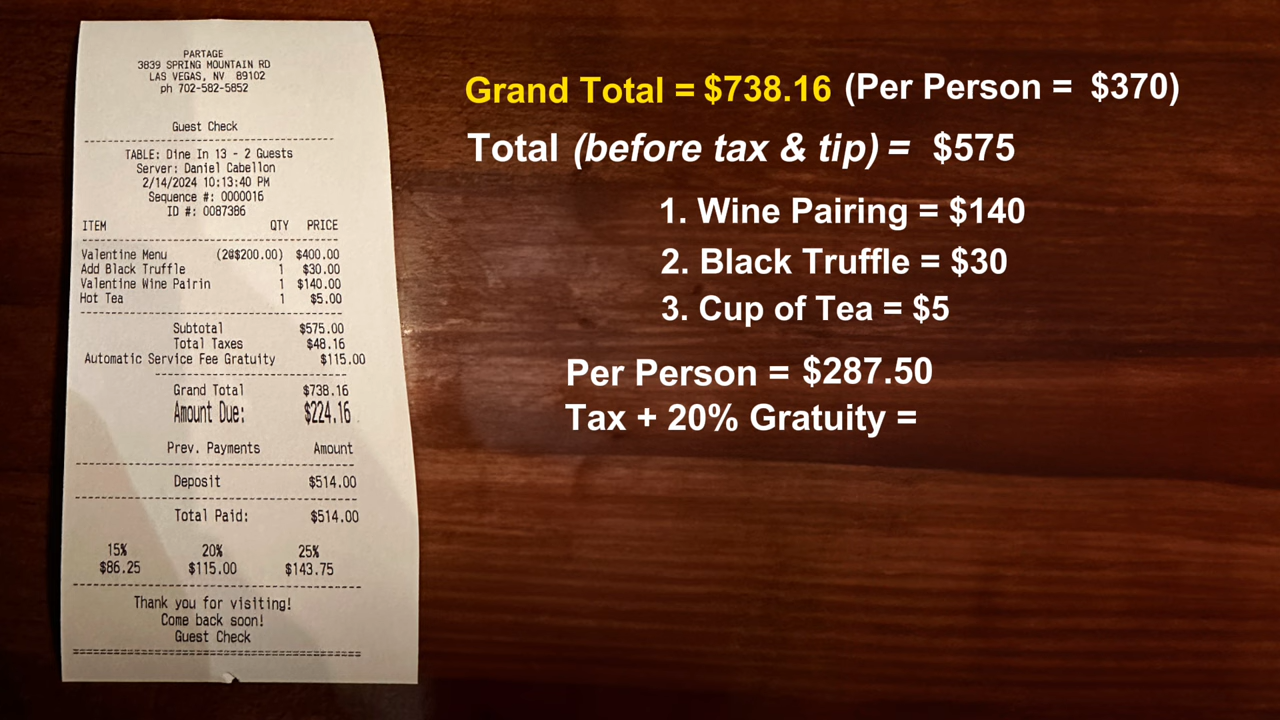 PARTAGE
3839 SPRING MOUNTAIN RD
LAS VEGAS, NV 89102
ph 702-582-5852
Guest Check
TABLE: Dine In 13 - 2 Guests
Server: Daniel Cabellon
2/14/2024 10:13:40 PM
Sequence #: 0000016
ID #: 0087386
ITEM QTY PRICE
Valentine Menu (2@$200.00) $400.00
Add Black Truffle 1 $30.00
Valentine Wine Pairin 1 $140.00
Hot Tea 1 $5.00
Subtotal $575.00
Total Taxes $48.16
Automatic Service Fee Gratuity $115.00
Grand Total $738.16
Amount Due: $224.16
Prev. Payments Amount
Deposit $514.00
Total Paid: $514.00
15% 20% 25%
$86.25 $115.00 $143.75
Thank you for visiting!
Come back soon!
Guest Check
Grand Total = $738.16 (Per Person = $370)
Total (before tax & tip) = $575
1. Wine Pairing = $140
2. Black Truffle = $30
3. Cup of Tea = $5
Per Person = $287.50
Tax + 20% Gratuity =